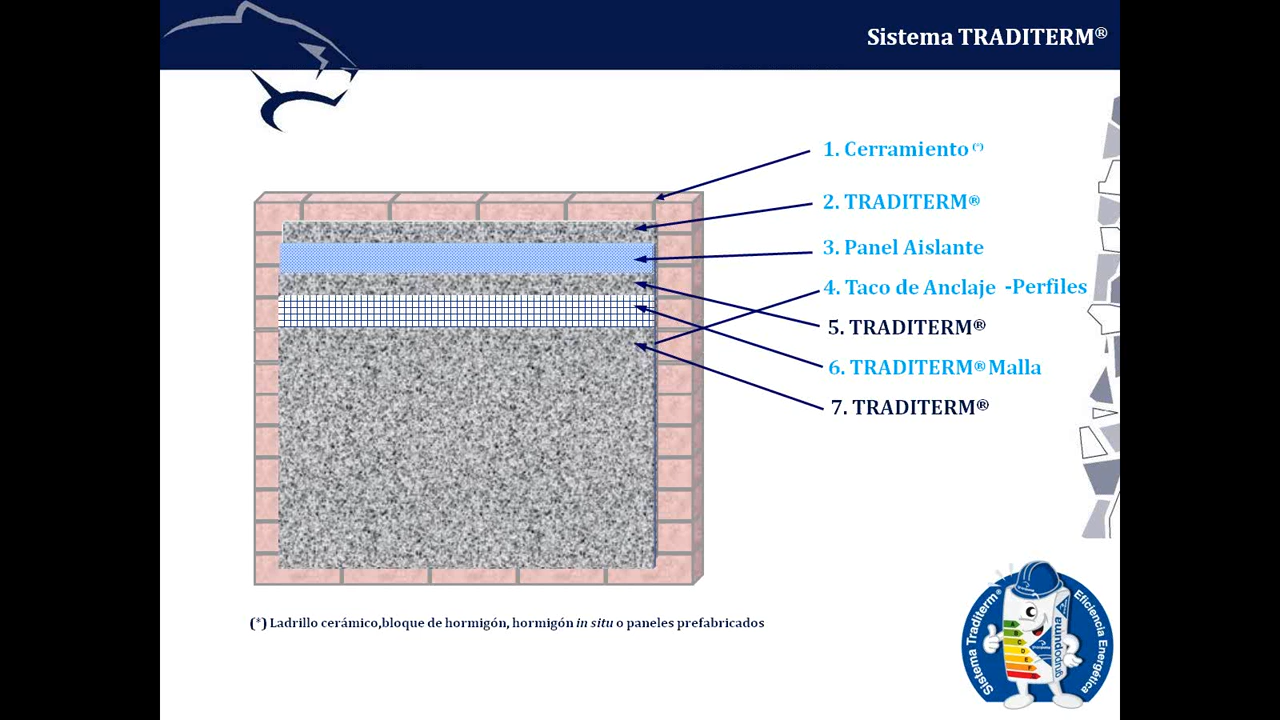 Sistema TRADITERM®
1. Cerramiento (*)
2. TRADITERM®
3. Panel Aislante
4. Taco de Anclaje -Perfiles
5. TRADITERM®
6. TRADITERM® Malla
7. TRADITERM®
(*) Ladrillo cerámico,bloque de hormigón, hormigón in situ o paneles prefabricados
Sistema Traditerm®
Eficiencia Energética
grupopuma
A
B
C
D
E
F